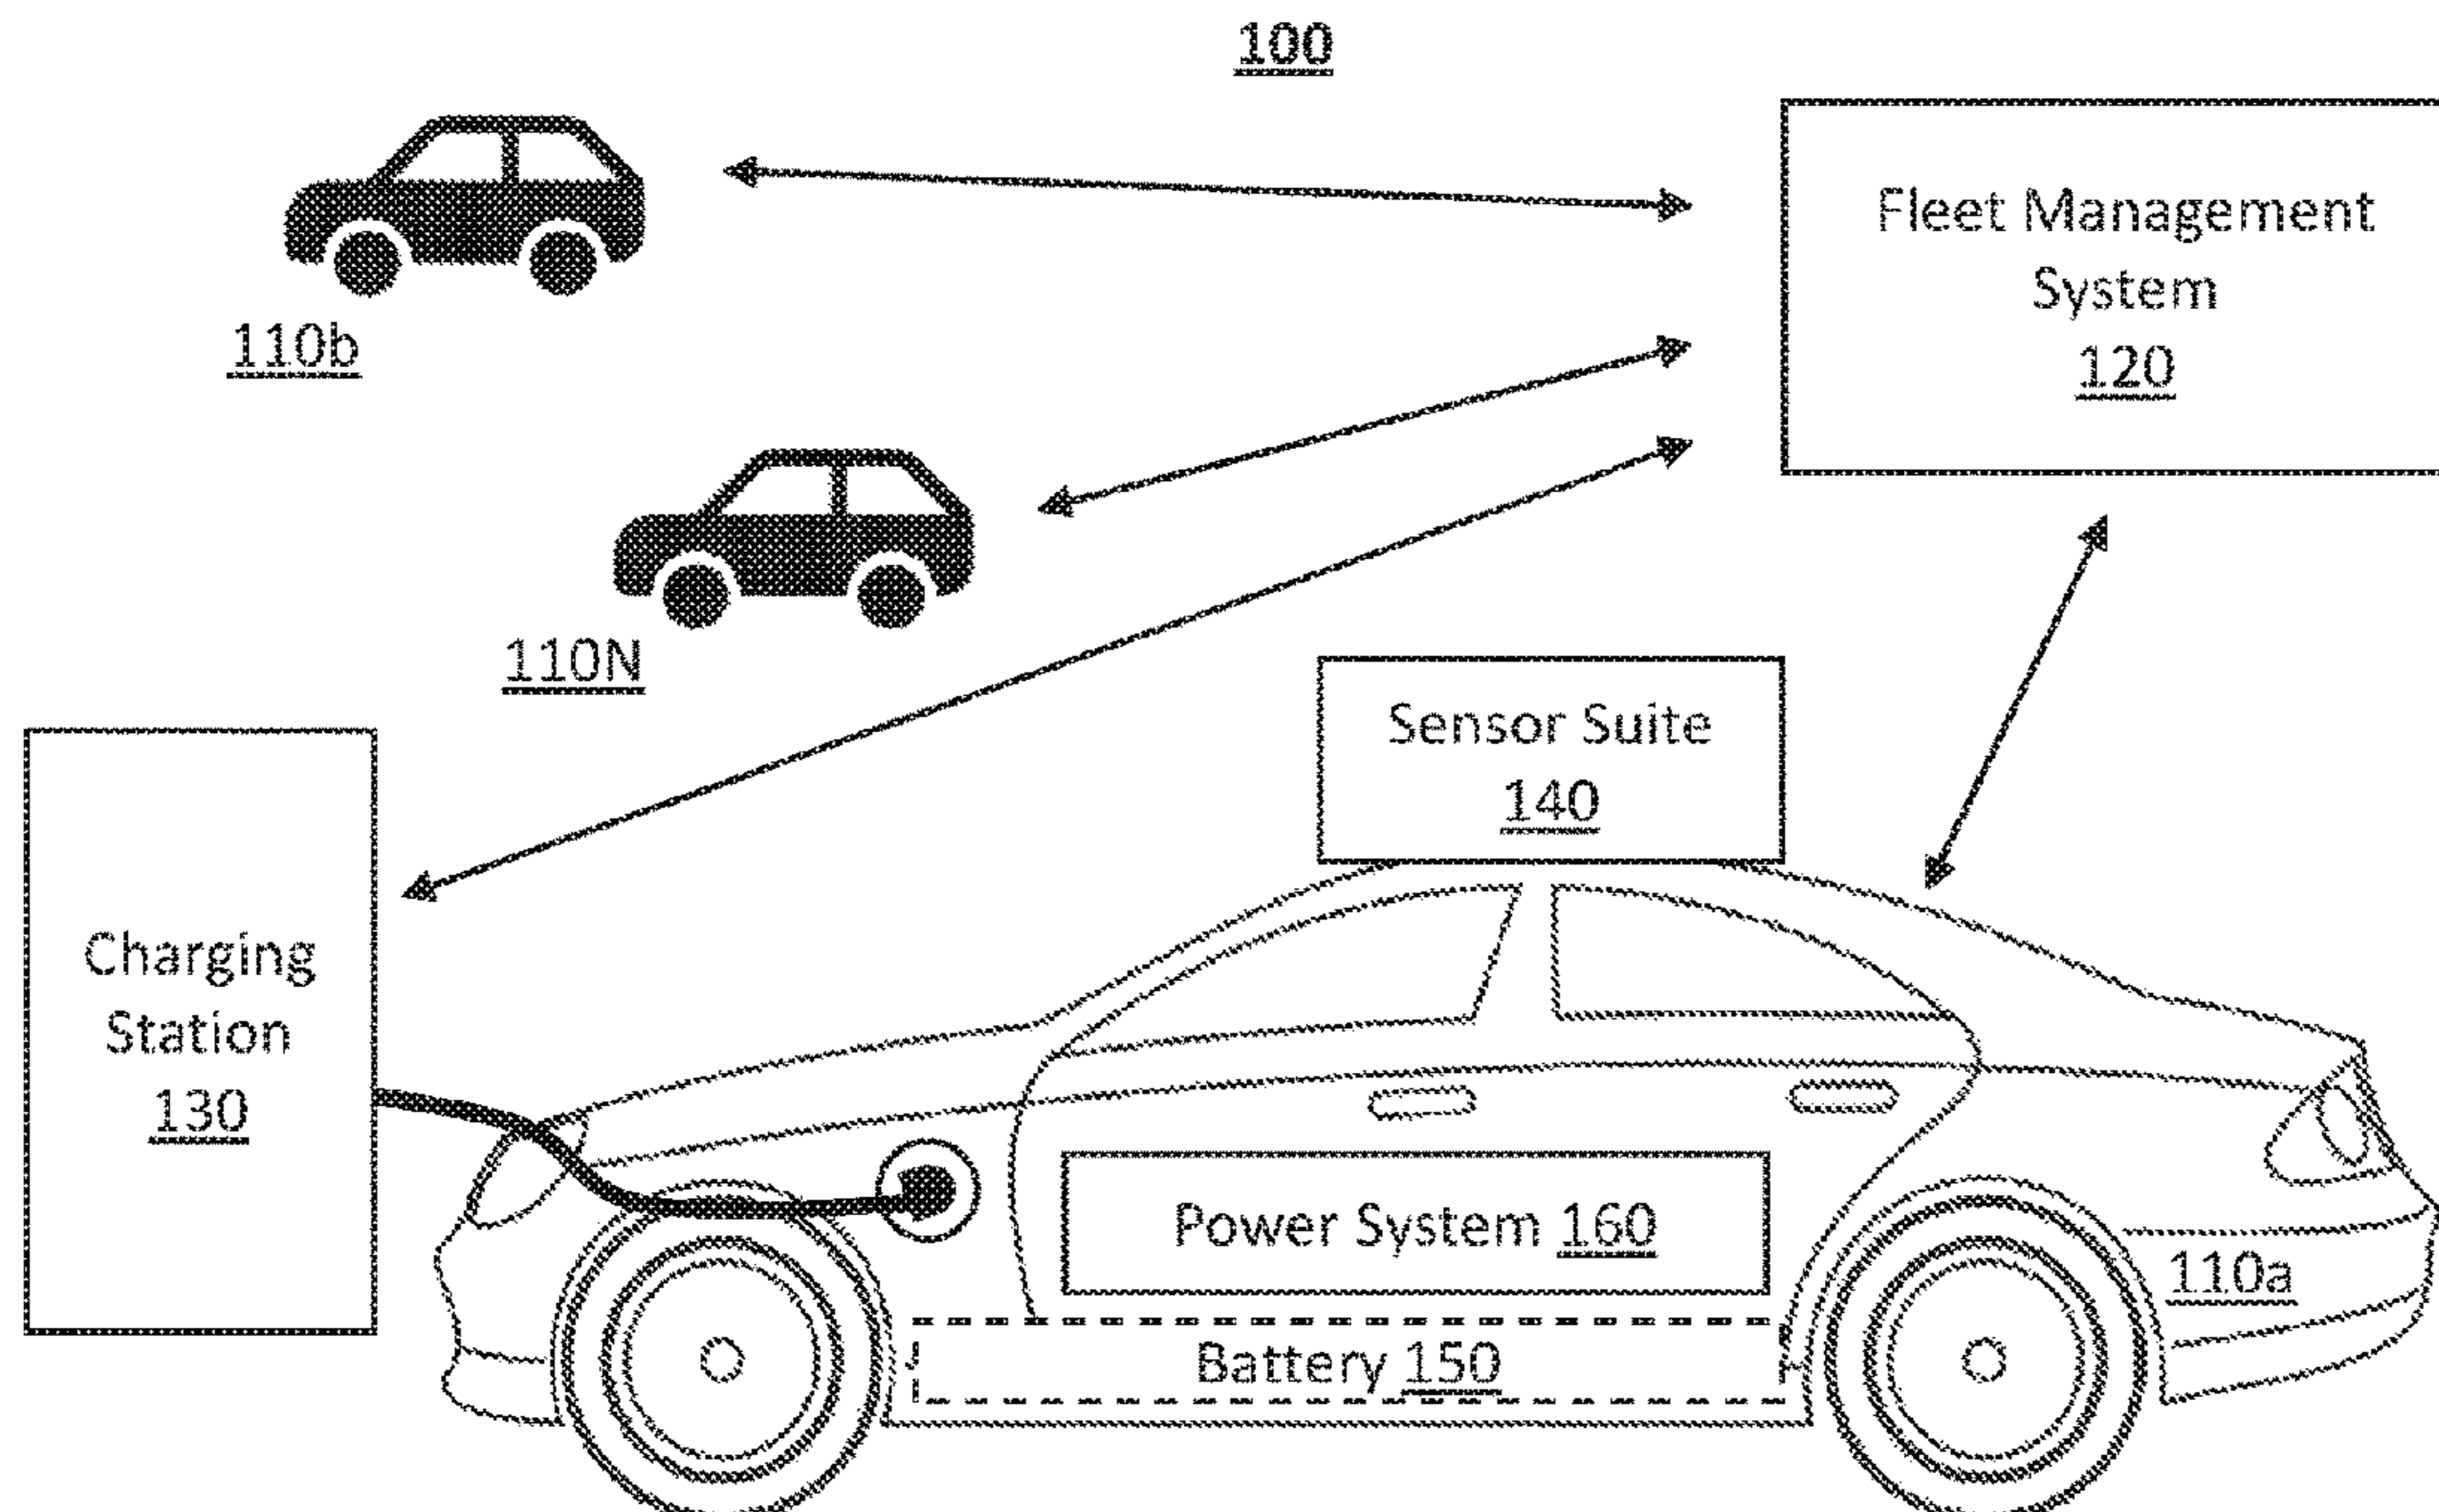 100
Fleet Management
System
120
110b
110N
Sensor Suite
140
Charging
Station
130
Power System 160
110a
Battery 150